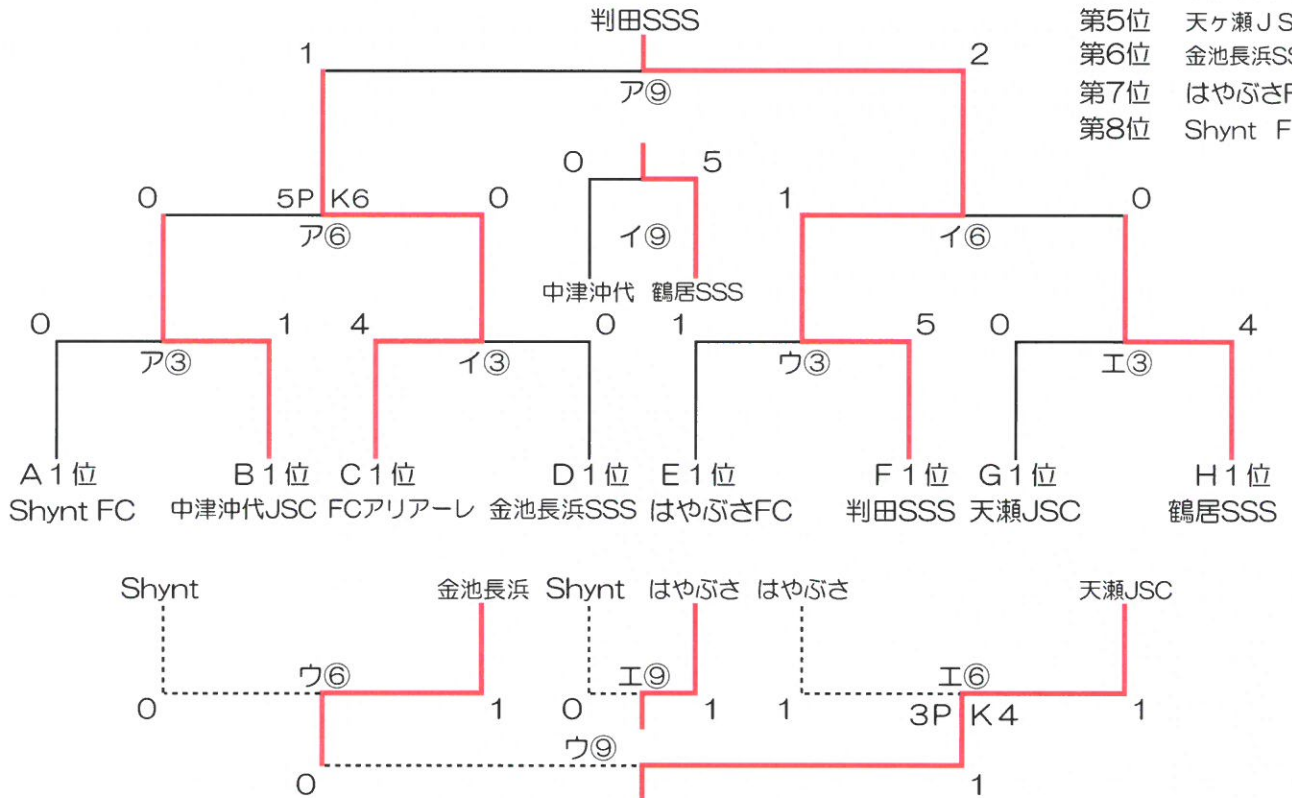 判田SSS
第5位 天ヶ瀬JS
1 2
第6位 金池長浜SS
ア⑨
第7位 はやぶさF
第8位 Shynt F
0 5
0 5P K6 0 1 0
ア⑥ イ⑨ イ⑥
中津沖代 鶴居SSS
0 1 4 0 1 5 0 4
ア③ イ③ ウ③ エ③
A1位 B1位 C1位 D1位 E1位 F1位 G1位 H1位
Shynt FC 中津沖代JSC FCアリアーレ 金池長浜SSS はやぶさFC 判田SSS 天瀬JSC 鶴居SSS
Shynt 金池長浜 Shynt はやぶさ はやぶさ 天瀬JSC
ウ⑥ エ⑨ エ⑥
0 1 0 1 1 3P K4 1
ウ⑨
0 1